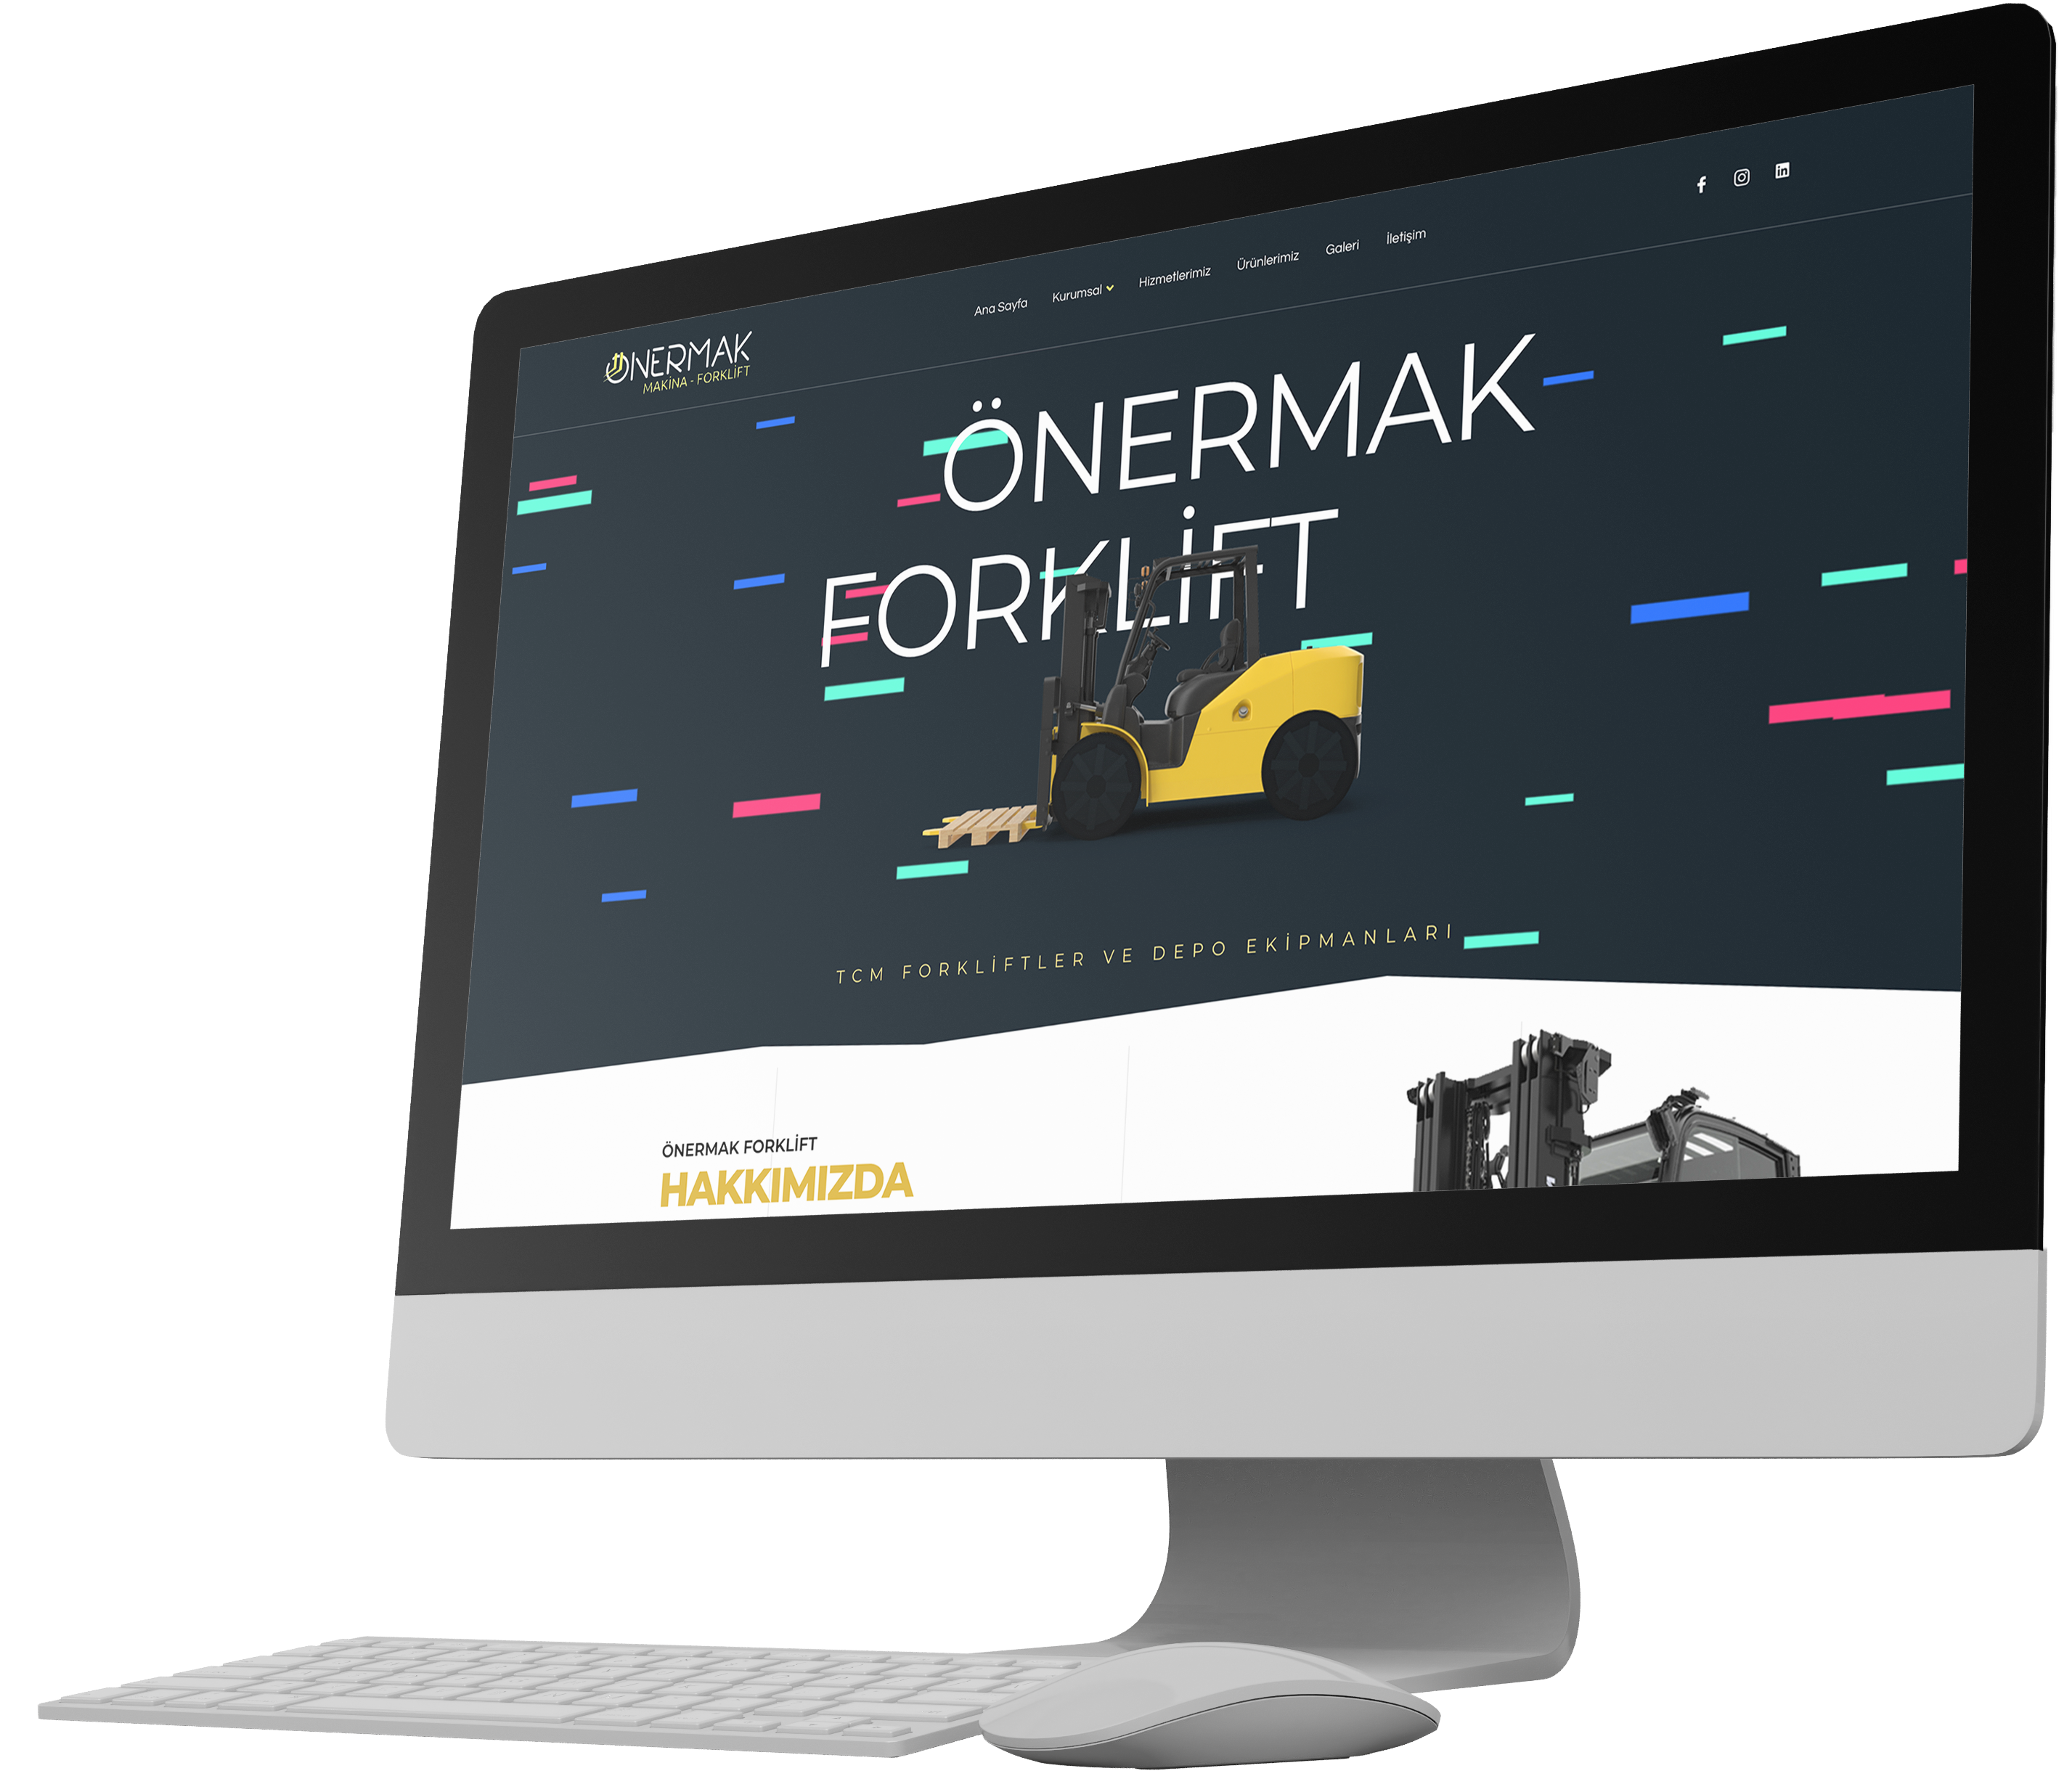 ÖNERMAK
MAKİNA - FORKLİFT
Ana Sayfa Kurumsal Hizmetlerimiz Ürünlerimiz Galeri İletişim
ÖNERMAK
FORKLİFT
TCM FORKLİFTLER VE DEPO EKİPMANLARI
ÖNERMAK FORKLİFT
HAKKIMIZDA